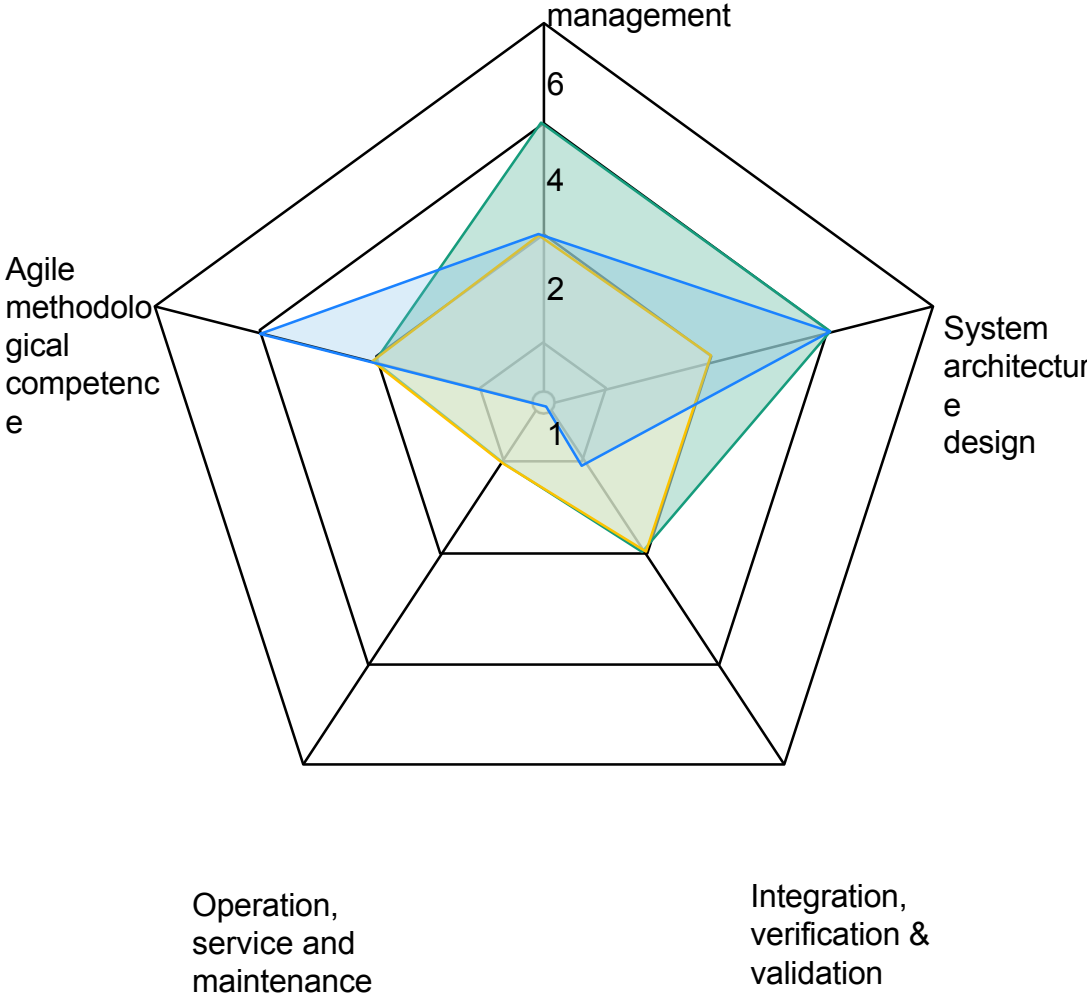 management
6
4
2
1
Agile
methodolo
gical
competenc
e
System
architectur
e
design
Operation,
service and
maintenance
Integration,
verification &
validation